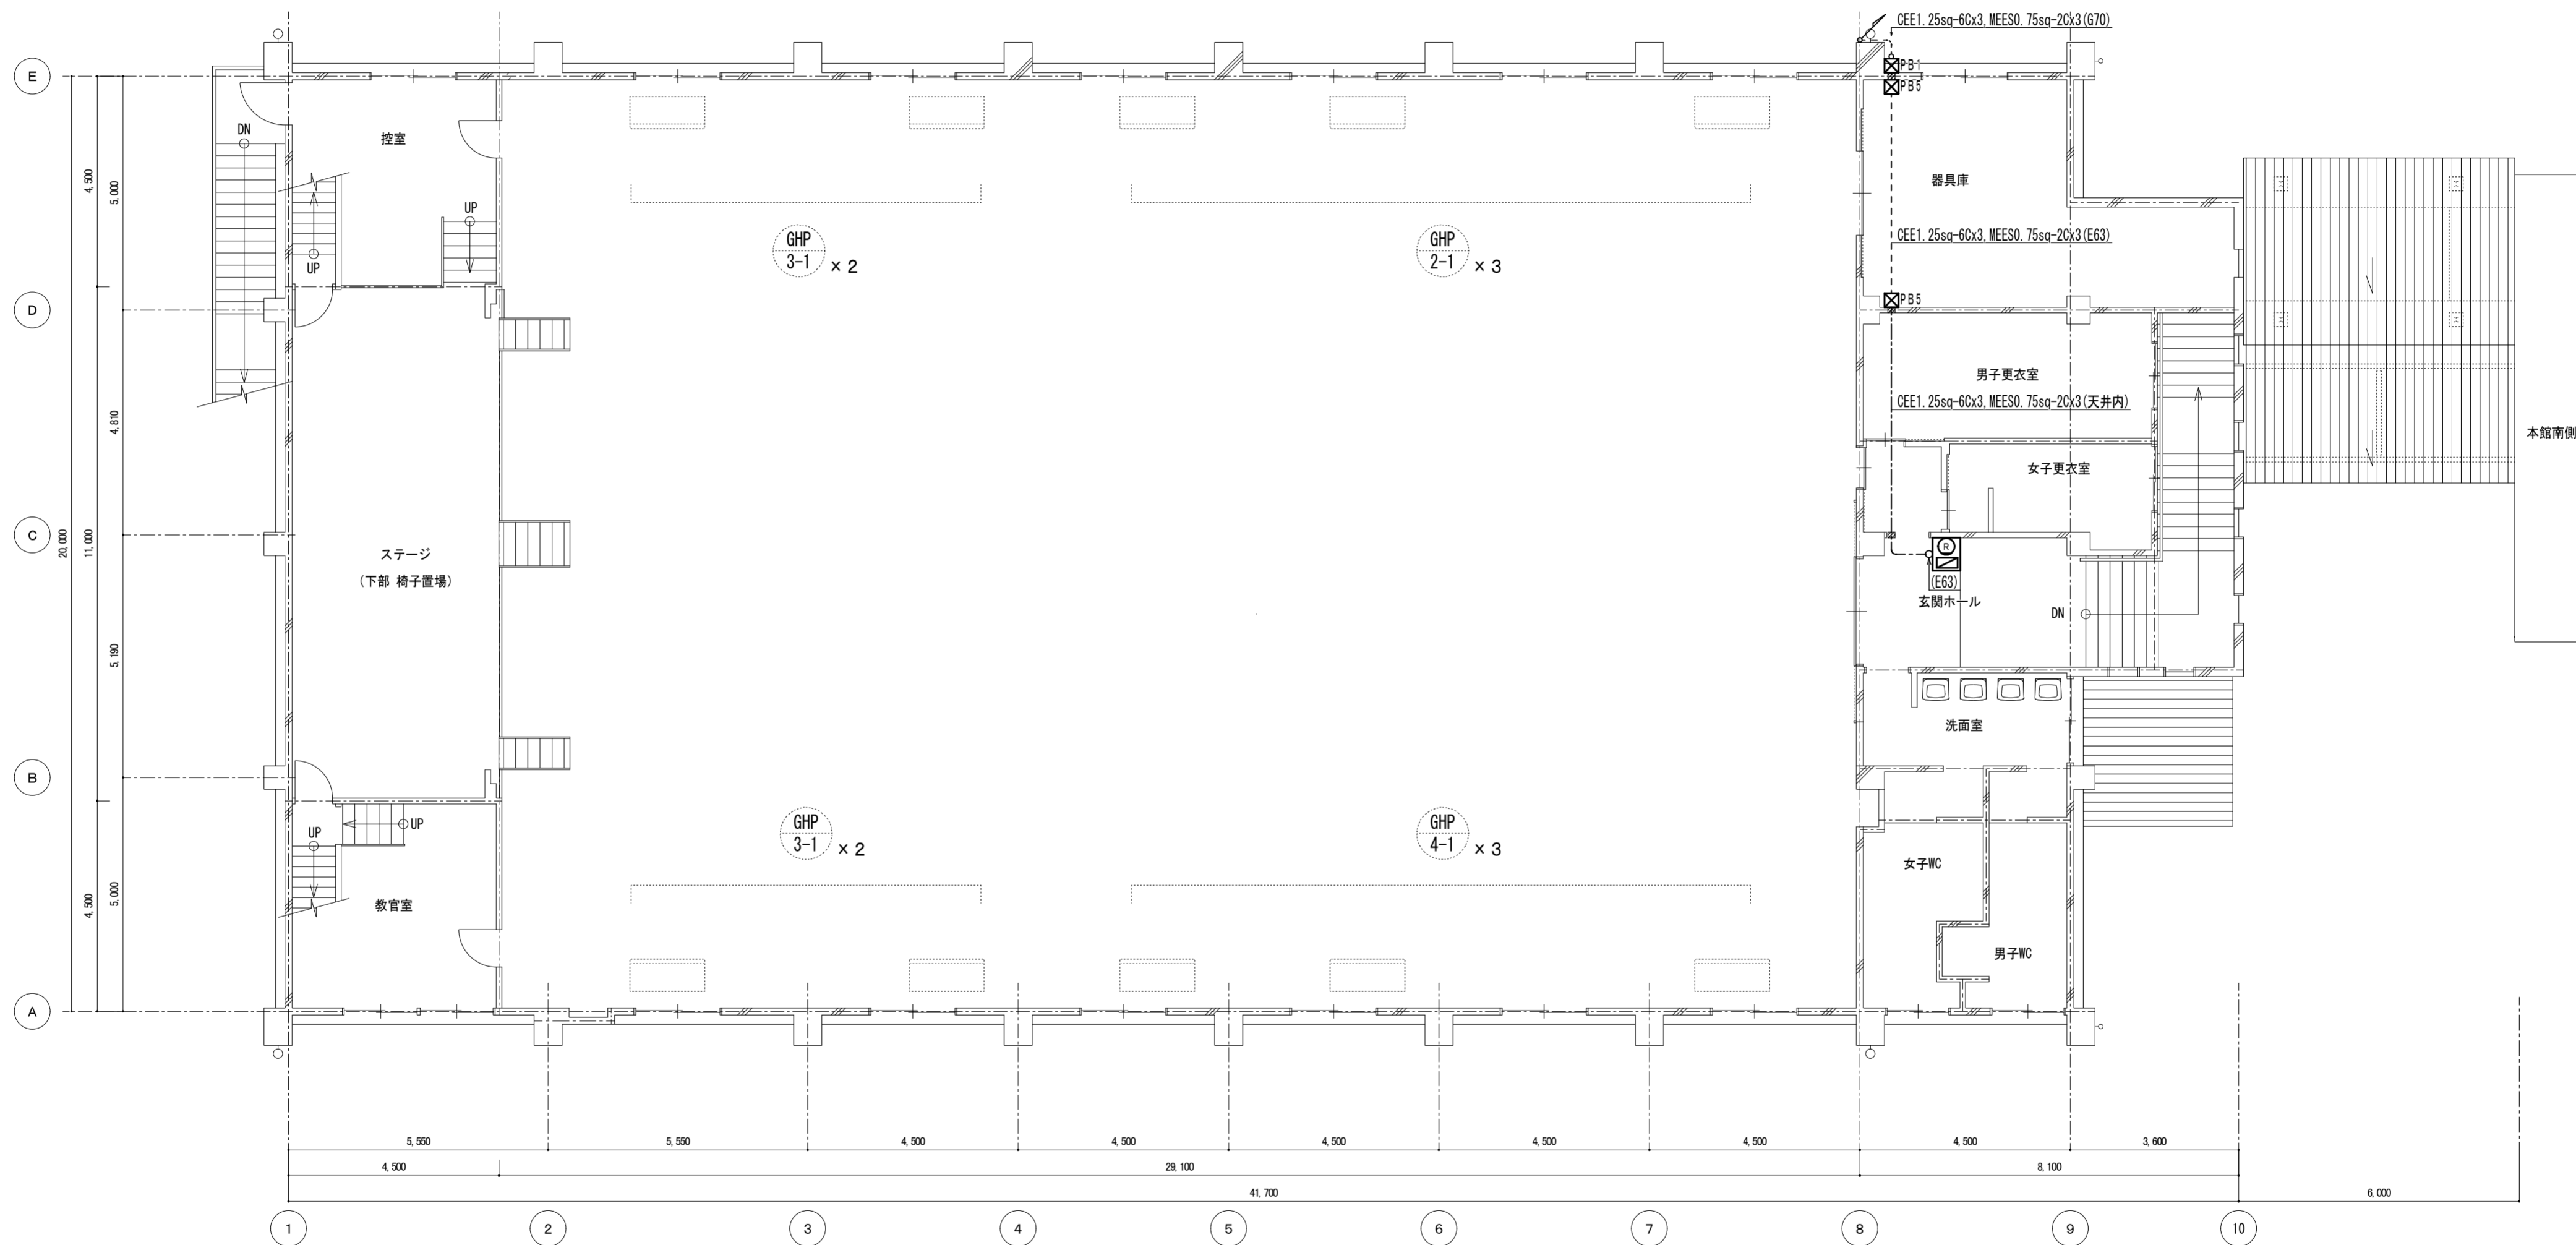 CEE1.25sq-6Cx3,MEES0.75sq-2Cx3(G70)
E
PB1
PB5
DN
控室
4,500
5,000
器具庫
UP
UP
GHP
3-1
×2
GHP
2-1
×3
CEE1.25sq-6Cx3,MEES0.75sq-2Cx3(E63)
D
PB5
男子更衣室
CEE1.25sq-6Cx3,MEES0.75sq-2Cx3(天井内)
4,810
本館南側
女子更衣室
C
20,000
11,000
ステージ
(下部 椅子置場)
R
(E63)
玄関ホール
DN
5,190
洗面室
B
UP
UP
GHP
3-1
×2
GHP
4-1
×3
女子WC
4,500
5,000
教官室
男子WC
A
5,550
5,550
4,500
4,500
4,500
4,500
4,500
4,500
3,600
4,500
29,100
8,100
41,700
6,000
1
2
3
4
5
6
7
8
9
10